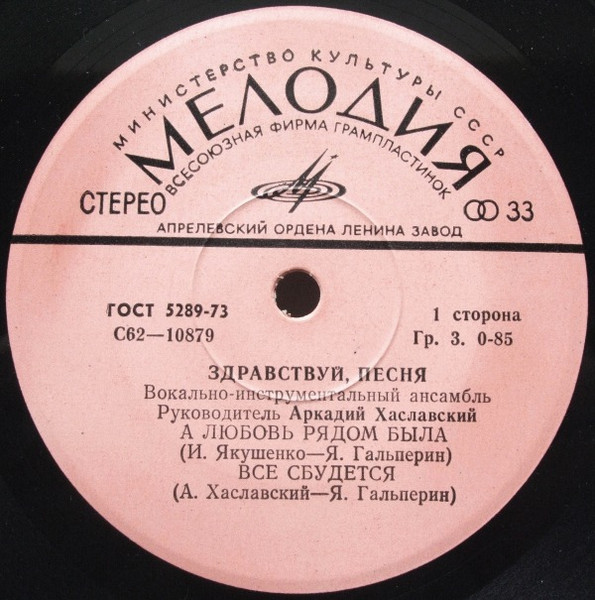 МИНИСТЕРСТВО КУЛЬТУРЫ СССР
МЕЛОДИЯ
ВСЕСОЮЗНАЯ ФИРМА ГРАМПЛАСТИНОК
СТЕРЕО
33
АПРЕЛЕВСКИЙ ОРДЕНА ЛЕНИНА ЗАВОД
ГОСТ 5289-73
1 сторона
С62—10879
Гр. 3. 0-85
ЗДРАВСТВУЙ, ПЕСНЯ
Вокально-инструментальный ансамбль
Руководитель Аркадий Хаславский
А ЛЮБОВЬ РЯДОМ БЫЛА
(И. Якушенко—Я. Гальперин)
ВСЕ СБУДЕТСЯ
(А. Хаславский—Я. Гальперин)